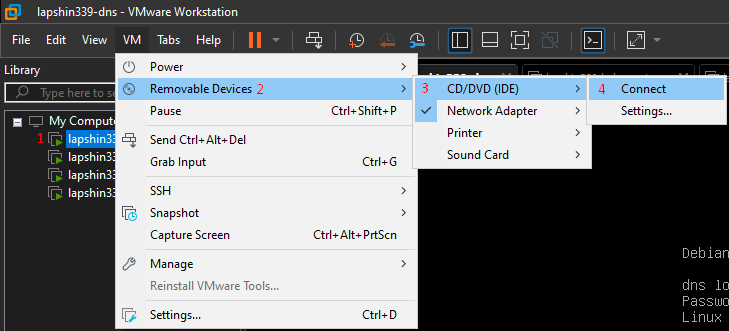 lapshin339-dns - VMware Workstation
File Edit View VM Tabs Help
Library
Type here to se
My Compute
1 lapshin339
lapshin33
lapshin33
lapshin33
Power
Removable Devices 2
Pause Ctrl+Shift+P
Send Ctrl+Alt+Del
Grab Input Ctrl+G
SSH
Snapshot
Capture Screen Ctrl+Alt+PrtScn
Manage
Reinstall VMware Tools...
Settings... Ctrl+D
3 CD/DVD (IDE)
Network Adapter
Printer
Sound Card
4 Connect
Settings...
Debian
dns lo
Passwo
Linux